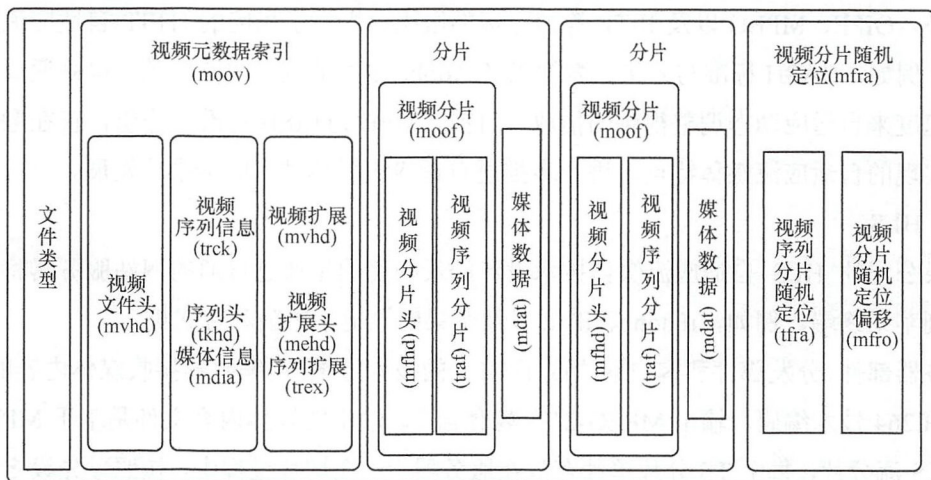 文件类型
视频元数据索引
(moov)
视频
文件头
(mvhd)
视频
序列信息
(trck)
序列头
(tkhd)
媒体信息
(mdia)
视频扩展
(mvhd)
视频
扩展头
(mehd)
序列扩展
(trex)
分片
视频分片
(moof)
视频分片头(mifhd)
视频序列分片(traf)
媒体数据(mdat)
分片
视频分片
(moof)
视频分片头(mfhd)
视频序列分片(traf)
媒体数据(mdat)
视频分片随机
定位(mfra)
视频
序列
分片
随机
定位
(tfra)
视频
分片
随机
定位
偏移
(mfro)